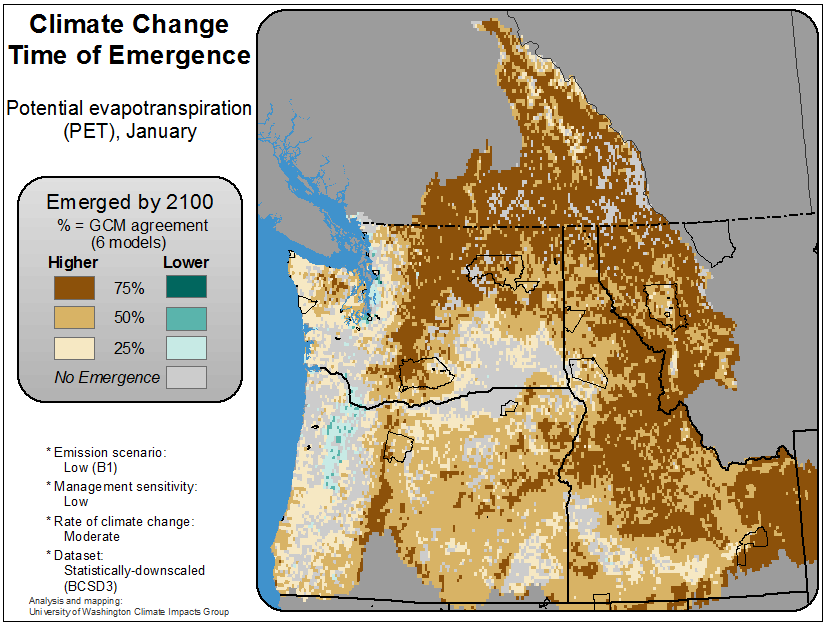 Climate Change
Time of Emergence
Potential evapotranspiration
(PET), January
Emerged by 2100
% = GCM agreement
(6 models)
Higher Lower
75%
50%
25%
No Emergence
* Emission scenario:
Low (B1)
* Management sensitivity:
Low
* Rate of climate change:
Moderate
* Dataset:
Statistically-downscaled
(BCSD3)
Analysis and mapping:
University of Washington Climate Impacts Group